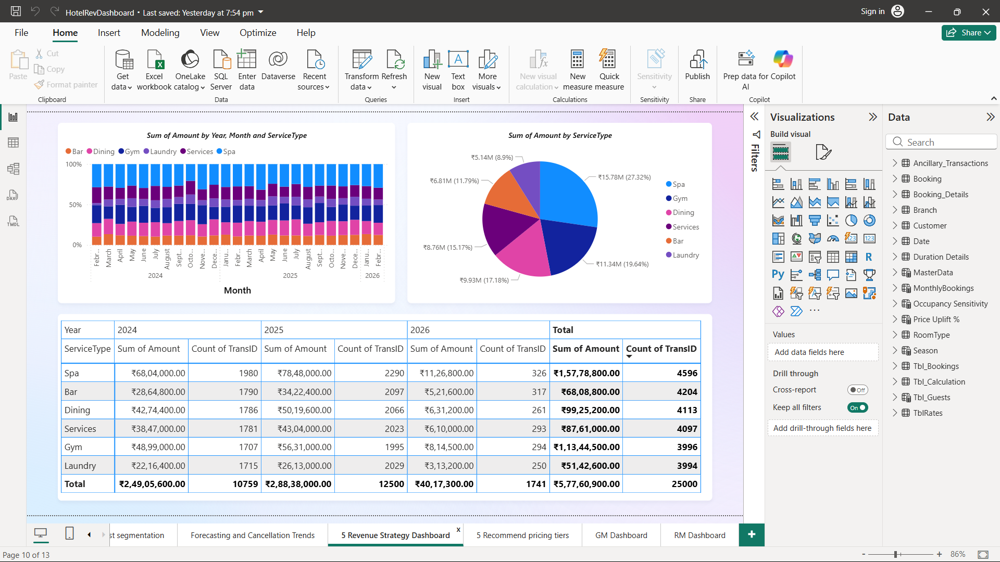 HotelRevDashboard • Last saved: Yesterday at 7:54 pm
Sign in
File Home Insert Modeling View Optimize Help
Share
Paste
Cut
Copy
Format painter
Clipboard
Get data
Excel workbook
OneLake catalog
SQL Server
Enter data
Dataverse
Recent sources
Data
Transform data
Refresh
Queries
New visual
Text box
More visuals
Insert
New visual calculation
New measure
Quick measure
Calculations
Sensitivity
Sensitivity
Publish
Share
Prep data for AI
Copilot
Copilot
Sum of Amount by Year, Month and ServiceType
Bar Dining Gym Laundry Services Spa
100%
50%
0%
Febr... March April May June July August Sept... Octo... Nove... Dece... Janu... Febr... March April May June July August Sept... Octo... Nove... Dece... Janu... Febr...
2024 2025 2026
Month
Sum of Amount by ServiceType
₹5.14M (8.9%)
₹6.81M (11.79%)
₹15.78M (27.32%)
₹8.76M (15.17%)
₹11.34M (19.64%)
₹9.93M (17.18%)
Spa
Gym
Dining
Services
Bar
Laundry
Year 2024 2025 2026 Total
ServiceType Sum of Amount Count of TransID Sum of Amount Count of TransID Sum of Amount Count of TransID Sum of Amount Count of TransID
Spa ₹68,04,000.00 1980 ₹78,48,000.00 2290 ₹11,26,800.00 326 ₹1,57,78,800.00 4596
Bar ₹28,64,800.00 1790 ₹34,22,400.00 2097 ₹5,21,600.00 317 ₹68,08,800.00 4204
Dining ₹42,74,400.00 1786 ₹50,19,600.00 2066 ₹6,31,200.00 261 ₹99,25,200.00 4113
Services ₹38,47,000.00 1781 ₹43,04,000.00 2023 ₹6,10,000.00 293 ₹87,61,000.00 4097
Gym ₹48,99,000.00 1707 ₹56,31,000.00 1995 ₹8,14,500.00 294 ₹1,13,44,500.00 3996
Laundry ₹22,16,400.00 1715 ₹26,13,000.00 2029 ₹3,13,200.00 250 ₹51,42,600.00 3994
Total ₹2,49,05,600.00 10759 ₹2,88,38,000.00 12500 ₹40,17,300.00 1741 ₹5,77,60,900.00 25000
DAX
TMDL
Filters
Visualizations
Build visual
123
123
R
Py
Values
Add data fields here
Drill through
Cross-report Off
Keep all filters On
Add drill-through fields here
Data
Search
Ancillary_Transactions
Booking
Booking_Details
Branch
Customer
Date
Duration Details
MasterData
MonthlyBookings
Occupancy Sensitivity
Price Uplift %
RoomType
Season
Tbl_Bookings
Tbl_Calculation
Tbl_Guests
TblRates
st segmentation
Forecasting and Cancellation Trends
5 Revenue Strategy Dashboard x
5 Recommend pricing tiers
GM Dashboard
RM Dashboard
+
Page 10 of 13
- + 86%